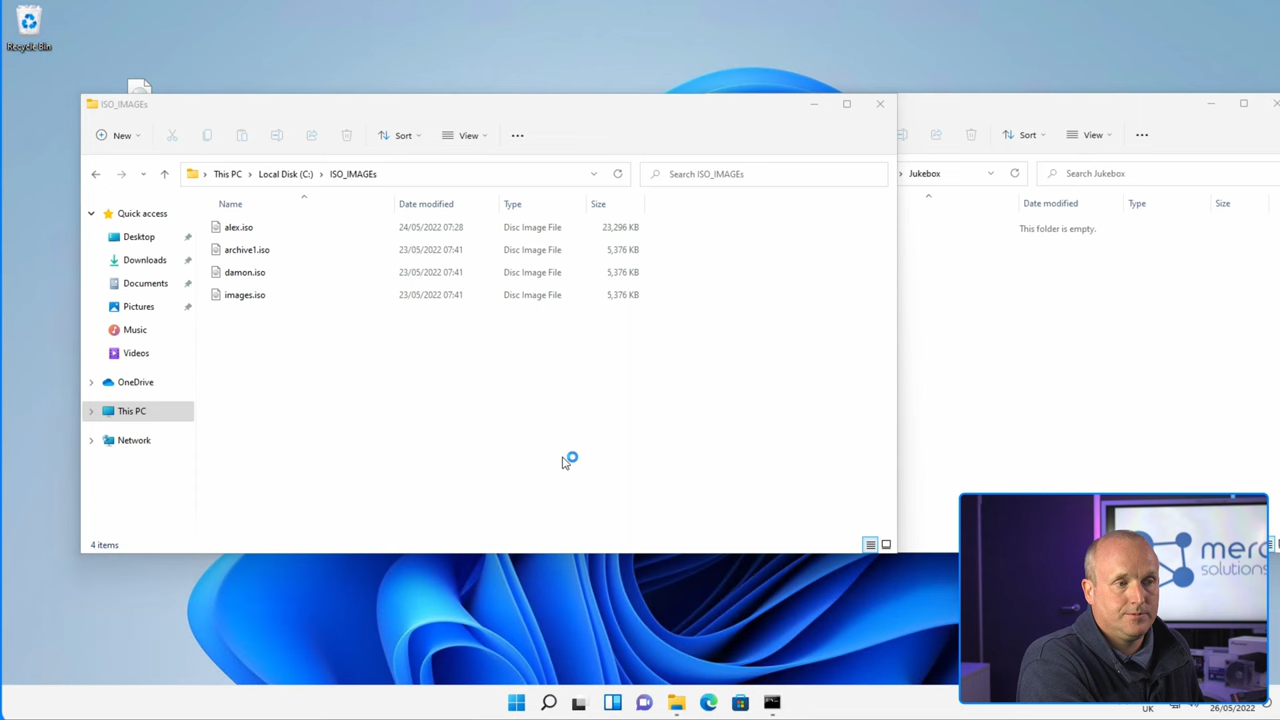 Recycle Bin
ISO_IMAGEs
New
Sort
View
Sort
View
This PC > Local Disk (C:) > ISO_IMAGEs
Search ISO_IMAGEs
> Jukebox
Search Jukebox
Name Date modified Type Size
Date modified Type Size
Quick access
Desktop
Downloads
Documents
Pictures
Music
Videos
OneDrive
This PC
Network
alex.iso 24/05/2022 07:28 Disc Image File 23,296 KB
archive1.iso 23/05/2022 07:41 Disc Image File 5,376 KB
damon.iso 23/05/2022 07:41 Disc Image File 5,376 KB
images.iso 23/05/2022 07:41 Disc Image File 5,376 KB
This folder is empty.
4 items
solutions
UK
26/05/2022